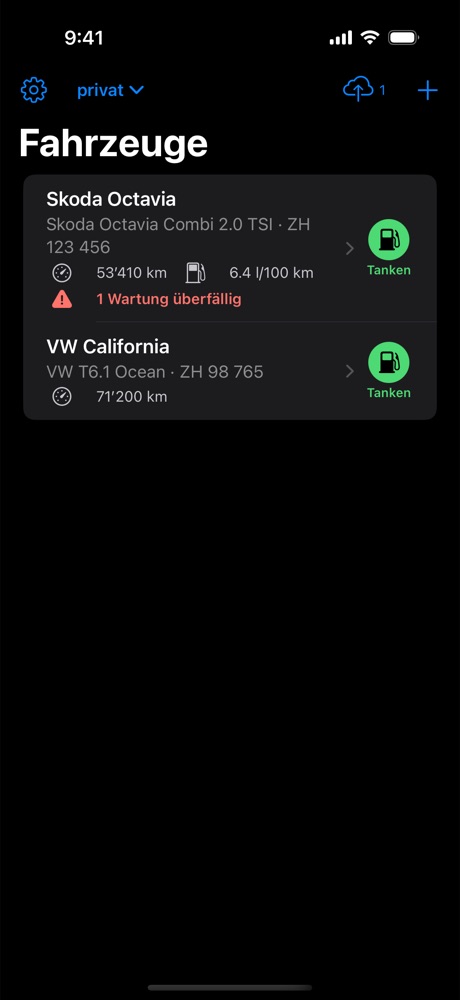 9:41
privat
1
Fahrzeuge
Skoda Octavia
Skoda Octavia Combi 2.0 TSI · ZH
123 456
53’410 km 6.4 l/100 km
Tanken
1 Wartung überfällig
VW California
VW T6.1 Ocean · ZH 98 765
71’200 km
Tanken